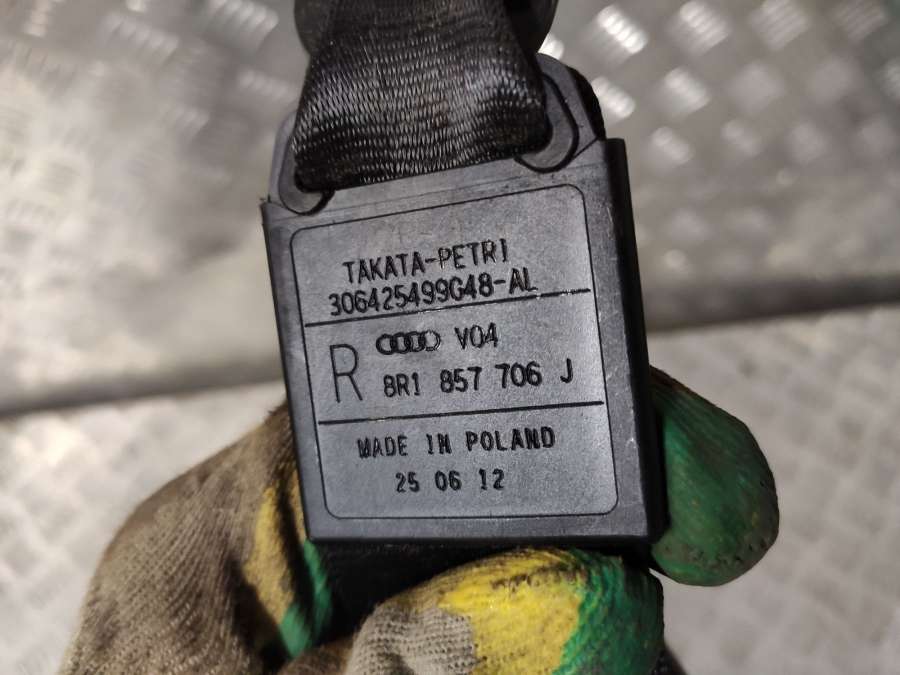 TAKATA-PETRI
306425499G48-AL
R V04
8R1 857 706 J
MADE IN POLAND
25 06 12